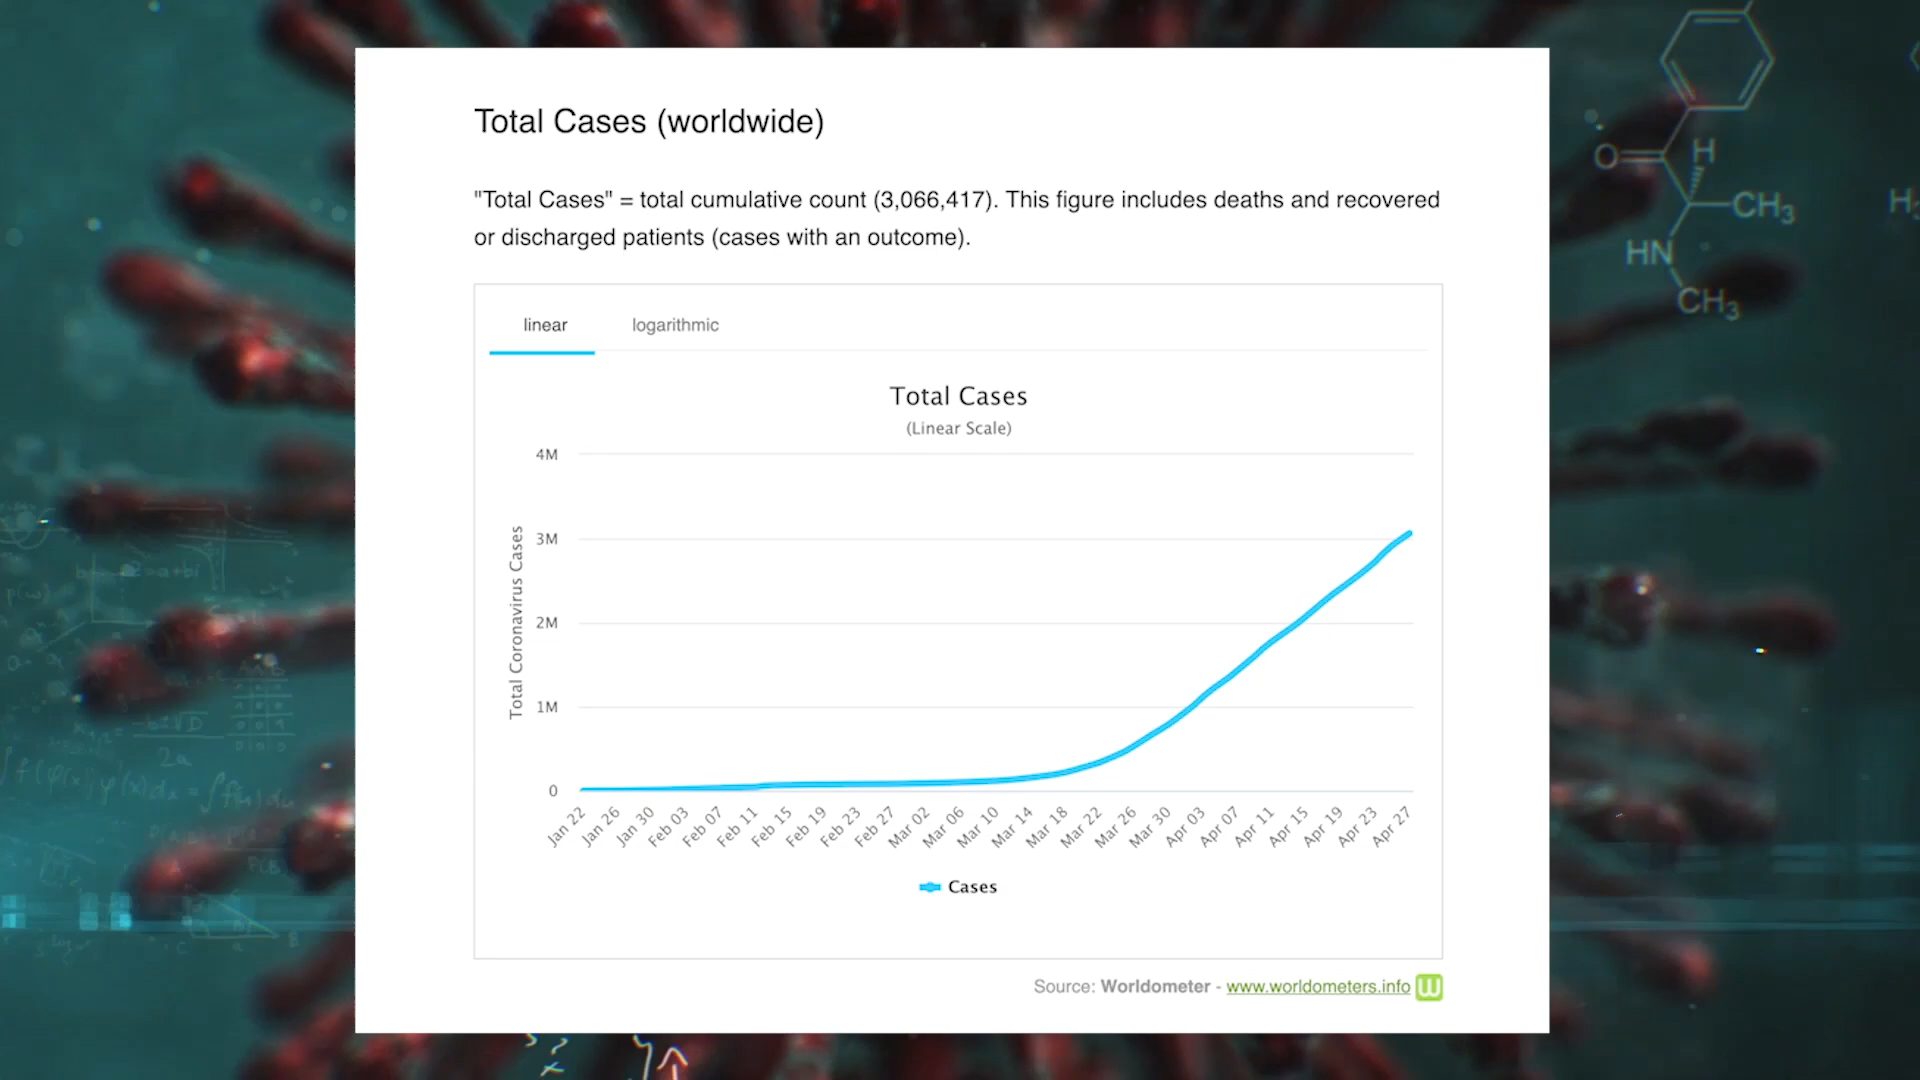 Total Cases (worldwide)
"Total Cases" = total cumulative count (3,066,417). This figure includes deaths and recovered
or discharged patients (cases with an outcome).
linear
logarithmic
Total Cases
(Linear Scale)
Total Coronavirus Cases
4M
3M
2M
1M
0
Jan 22
Jan 26
Jan 30
Feb 03
Feb 07
Feb 11
Feb 15
Feb 19
Feb 23
Feb 27
Mar 02
Mar 06
Mar 10
Mar 14
Mar 18
Mar 22
Mar 26
Mar 30
Apr 03
Apr 07
Apr 11
Apr 15
Apr 19
Apr 23
Apr 27
Cases
Source: Worldometer - www.worldometers.info
W
O
H
CH₃
HN
CH₃
2a